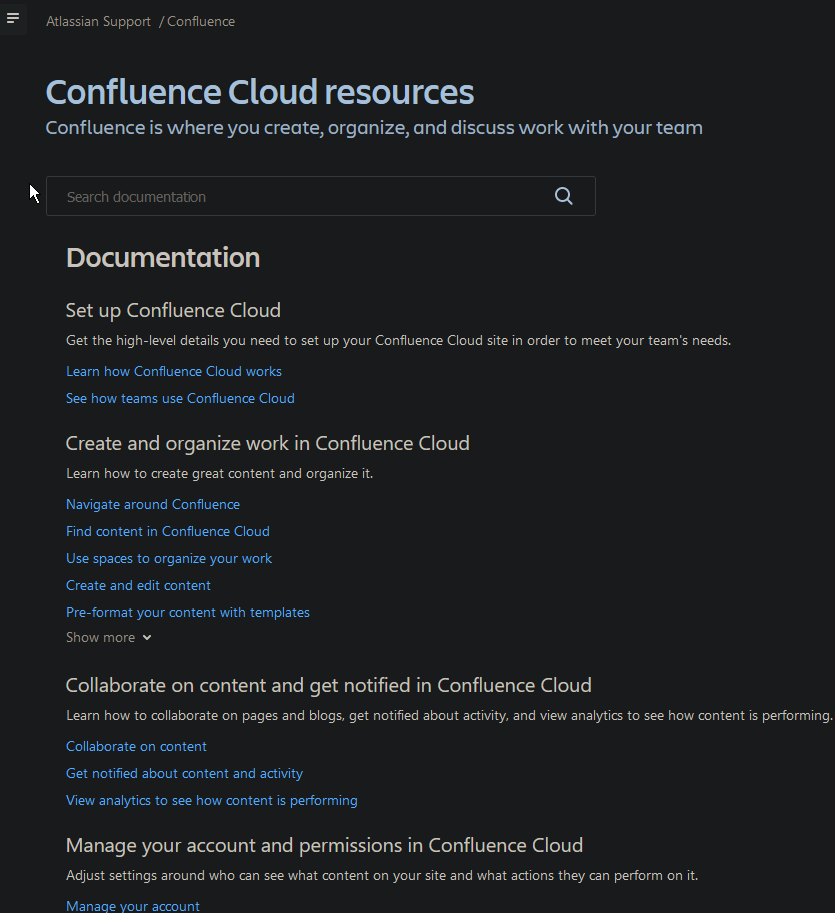 Atlassian Support / Confluence
Confluence Cloud resources
Confluence is where you create, organize, and discuss work with your team
Search documentation
Documentation
Set up Confluence Cloud
Get the high-level details you need to set up your Confluence Cloud site in order to meet your team's needs.
Learn how Confluence Cloud works
See how teams use Confluence Cloud
Create and organize work in Confluence Cloud
Learn how to create great content and organize it.
Navigate around Confluence
Find content in Confluence Cloud
Use spaces to organize your work
Create and edit content
Pre-format your content with templates
Show more
Collaborate on content and get notified in Confluence Cloud
Learn how to collaborate on pages and blogs, get notified about activity, and view analytics to see how content is performing.
Collaborate on content
Get notified about content and activity
View analytics to see how content is performing
Manage your account and permissions in Confluence Cloud
Adjust settings around who can see what content on your site and what actions they can perform on it.
Manage your account